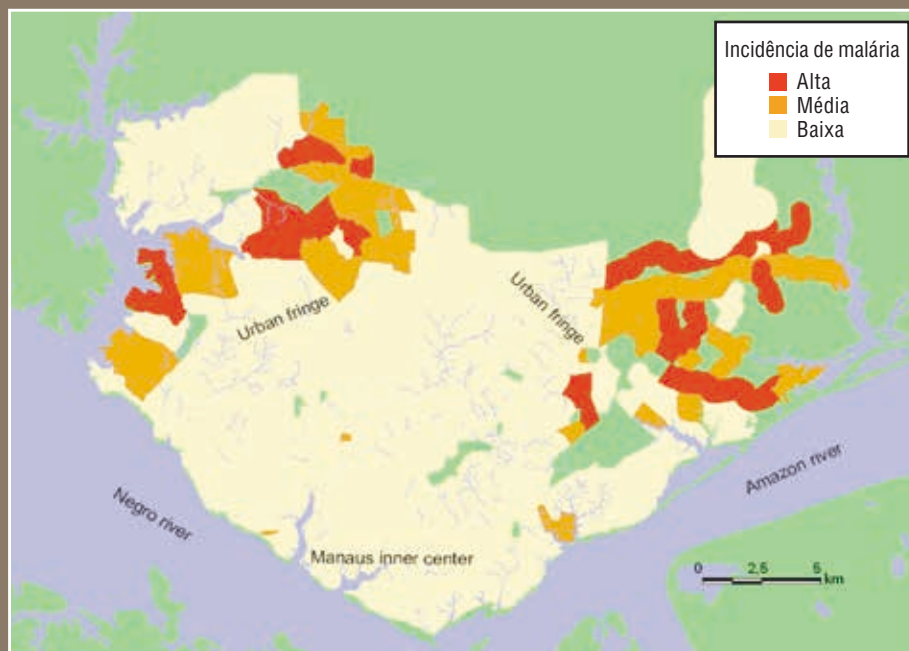 Incidência de malária
Alta
Média
Baixa
Urban fringe
Urban fringe
Negro river
Amazon river
Manaus inner center
0 2,5 5
km